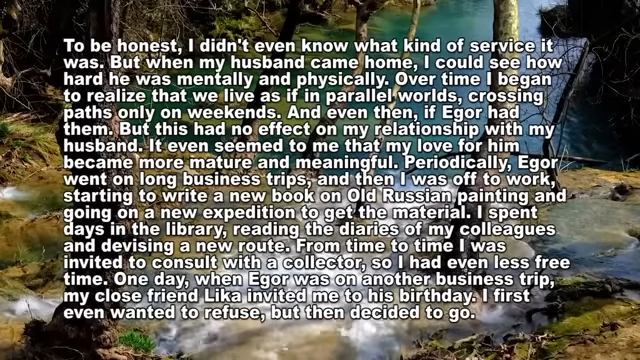 To be honest, I didn't even know what kind of service it
was. But when my husband came home, I could see how
hard he was mentally and physically. Over time I began
to realize that we live as if in parallel worlds, crossing
paths only on weekends. And even then, if Egor had
them. But this had no effect on my relationship with my
husband. It even seemed to me that my love for him
became more mature and meaningful. Periodically, Egor
went on long business trips, and then I was off to work,
starting to write a new book on Old Russian painting and
going on a new expedition to get the material. I spent
days in the library, reading the diaries of my colleagues
and devising a new route. From time to time I was
invited to consult with a collector, so I had even less free
time. One day, when Egor was on another business trip,
my close friend Lika invited me to his birthday. I first
even wanted to refuse, but then decided to go.